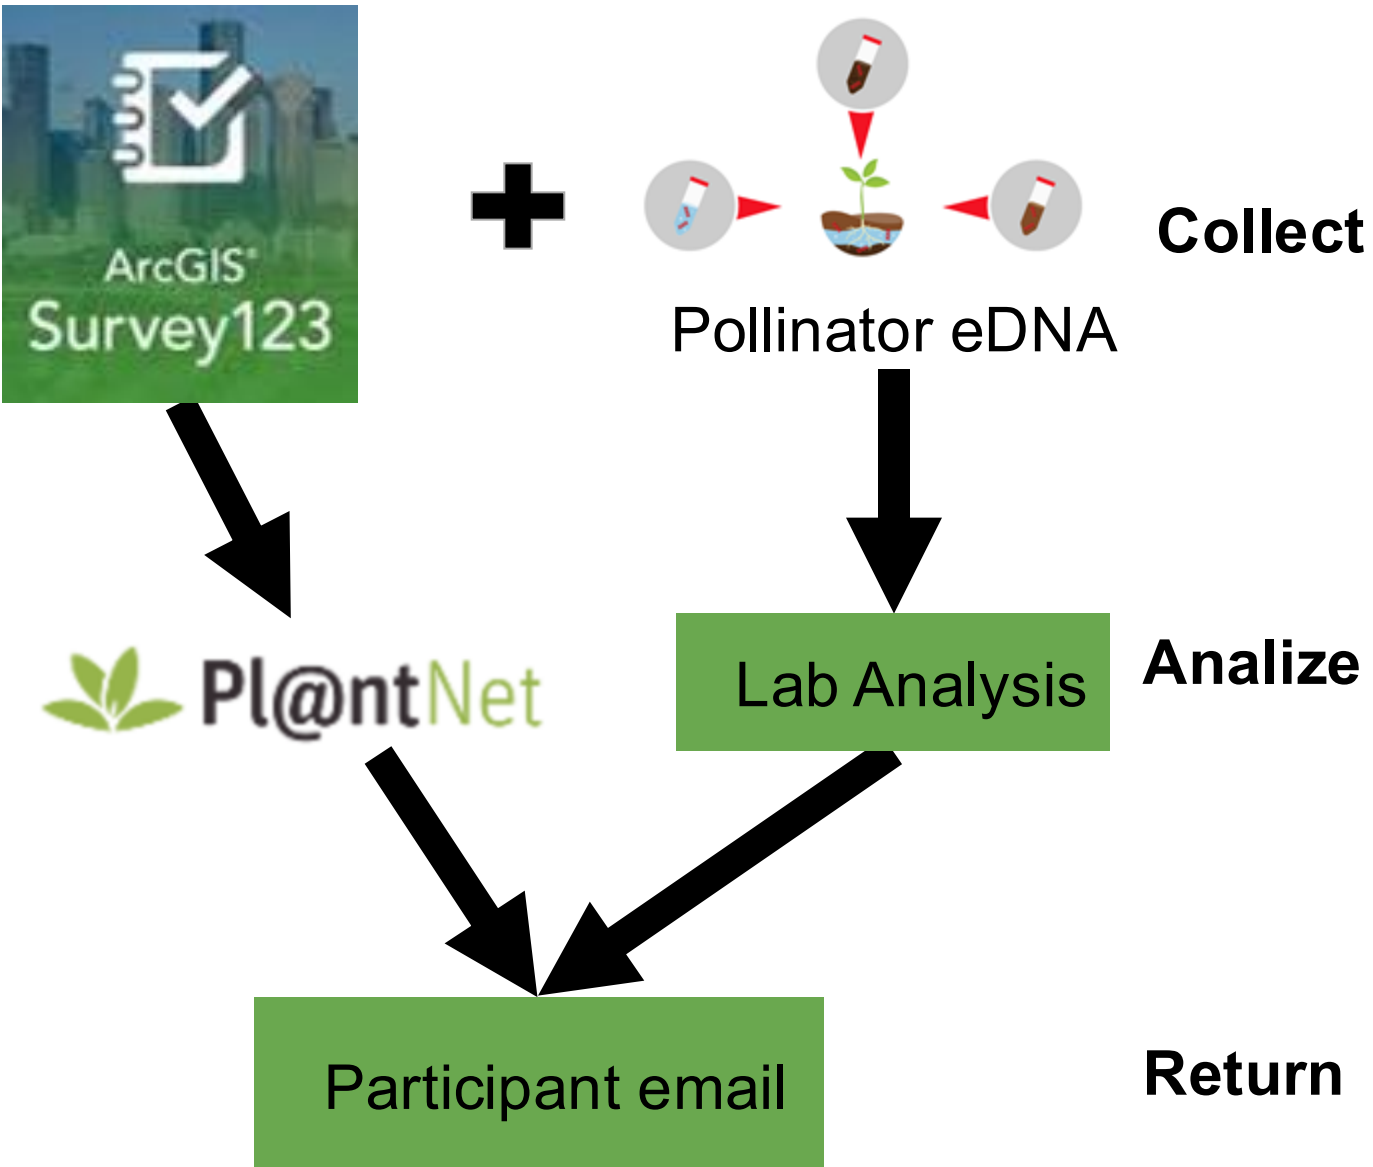 ArcGIS®
Survey123
Collect
Pollinator eDNA
Pl@ntNet
Lab Analysis
Analize
Participant email
Return